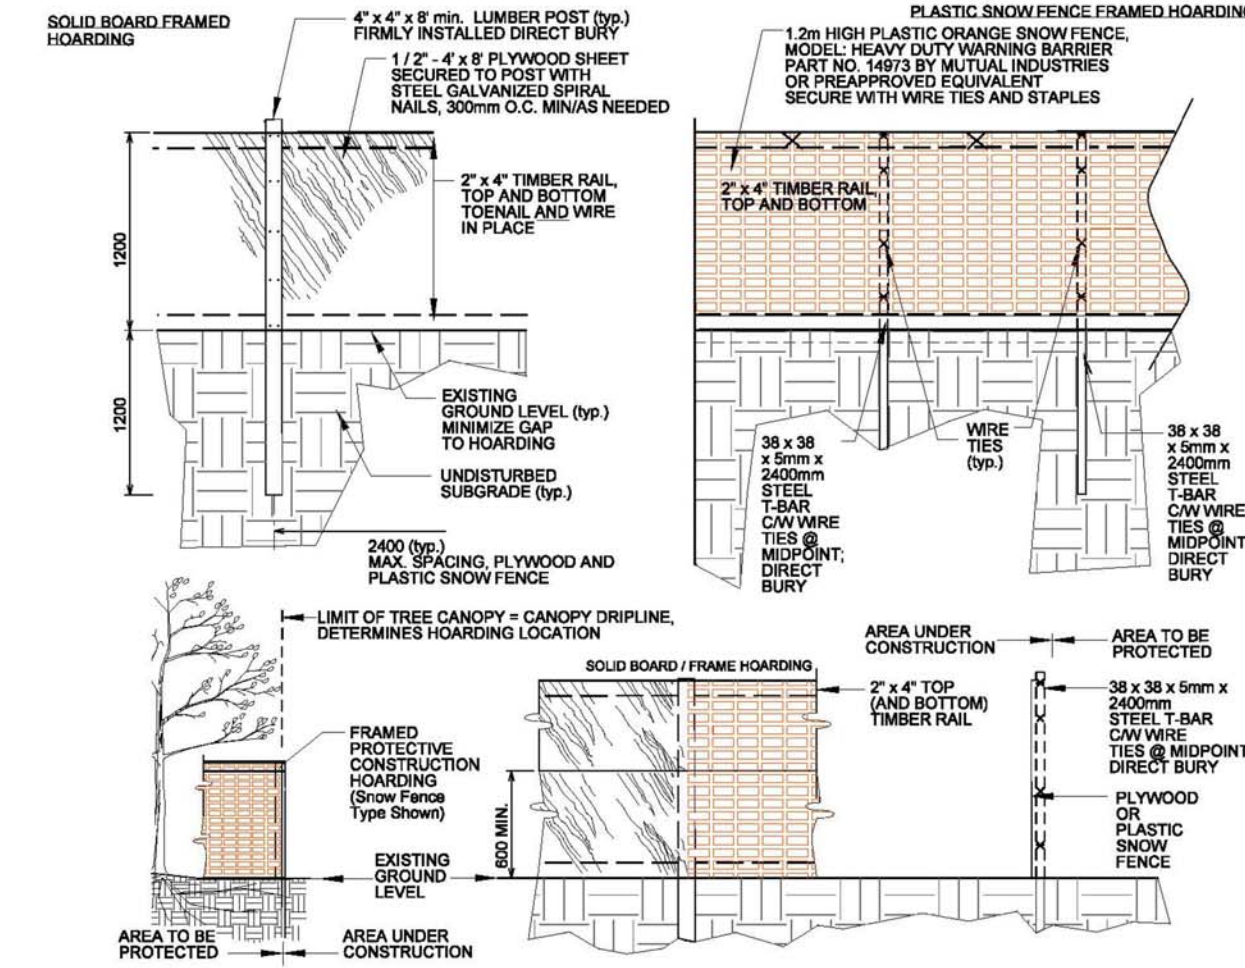 SOLID BOARD FRAMED
HOARDING
4" x 4" x 8' min. LUMBER POST (typ.)
FIRMLY INSTALLED DIRECT BURY
1 / 2" - 4' x 8' PLYWOOD SHEET
SECURED TO POST WITH
STEEL GALVANIZED SPIRAL
NAILS, 300mm O.C. MIN/AS NEEDED
2" x 4" TIMBER RAIL,
TOP AND BOTTOM
TOENAIL AND WIRE
IN PLACE
1200
1200
EXISTING
GROUND LEVEL (typ.)
MINIMIZE GAP
TO HOARDING
UNDISTURBED
SUBGRADE (typ.)
2400 (typ.)
MAX. SPACING, PLYWOOD AND
PLASTIC SNOW FENCE
PLASTIC SNOW FENCE FRAMED HOARDING
1.2m HIGH PLASTIC ORANGE SNOW FENCE,
MODEL: HEAVY DUTY WARNING BARRIER
PART NO. 14973 BY MUTUAL INDUSTRIES
OR PREAPPROVED EQUIVALENT
SECURE WITH WIRE TIES AND STAPLES
2" x 4" TIMBER RAIL,
TOP AND BOTTOM
38 x 38
x 5mm x
2400mm
STEEL
T-BAR
C/W WIRE
TIES @
MIDPOINT;
DIRECT
BURY
WIRE
TIES
(typ.)
38 x 38
x 5mm x
2400mm
STEEL
T-BAR
C/W WIRE
TIES @
MIDPOINT
DIRECT
BURY
LIMIT OF TREE CANOPY = CANOPY DRIPLINE,
DETERMINES HOARDING LOCATION
FRAMED
PROTECTIVE
CONSTRUCTION
HOARDING
(Snow Fence
Type Shown)
EXISTING
GROUND
LEVEL
AREA TO BE
PROTECTED
AREA UNDER
CONSTRUCTION
SOLID BOARD / FRAME HOARDING
2" x 4" TOP
(AND BOTTOM)
TIMBER RAIL
600 MIN.
AREA UNDER
CONSTRUCTION
AREA TO BE
PROTECTED
38 x 38 x 5mm x
2400mm
STEEL T-BAR
C/W WIRE
TIES @ MIDPOINT
DIRECT BURY
PLYWOOD
OR
PLASTIC
SNOW
FENCE